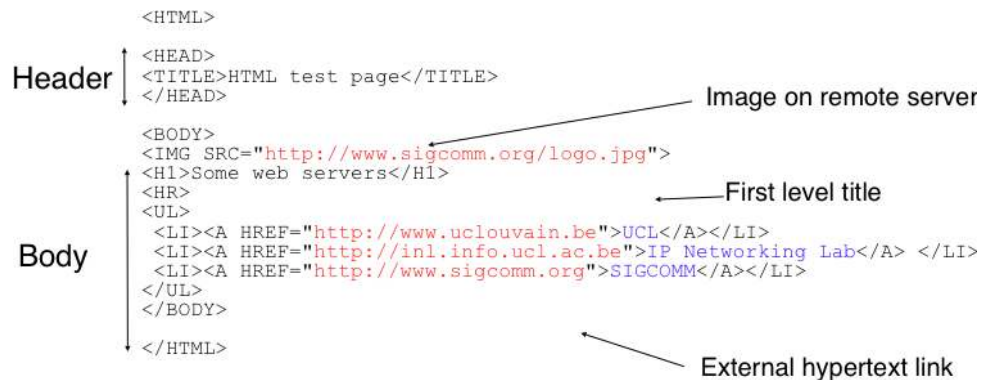 <HTML>
<HEAD>
Header
<TITLE>HTML test page</TITLE>
</HEAD>
Image on remote server
<BODY>
<IMG SRC="http://www.sigcomm.org/logo.jpg">
<H1>Some web servers</H1>
<HR>
First level title
<UL>
<LI><A HREF="http://www.uclouvain.be">UCL</A></LI>
Body
<LI><A HREF="http://inl.info.ucl.ac.be">IP Networking Lab</A> </LI>
<LI><A HREF="http://www.sigcomm.org">SIGCOMM</A></LI>
</UL>
</BODY>
</HTML>
External hypertext link